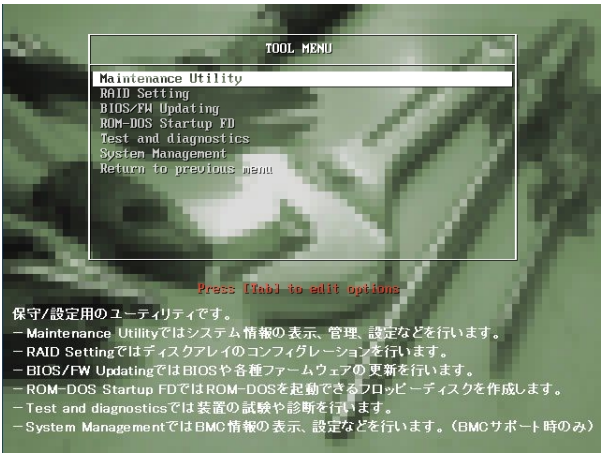 TOOL MENU
Maintenance Utility
RAID Setting
BIOS/FW Updating
ROM-DOS Startup FD
Test and diagnostics
System Management
Return to previous menu
Press [Tab] to edit options
保守/設定用のユーティリティです。
－Maintenance Utilityではシステム情報の表示、管理、設定などを行います。
－RAID Settingではディスクアレイのコンフィグレーションを行います。
－BIOS/FW UpdatingではBIOSや各種ファームウェアの更新を行います。
－ROM-DOS Startup FDではROM-DOSを起動できるフロッピーディスクを作成します。
－Test and diagnosticsでは装置の試験や診断を行います。
－System ManagementではBMC情報の表示、設定などを行います。（BMCサポート時のみ）